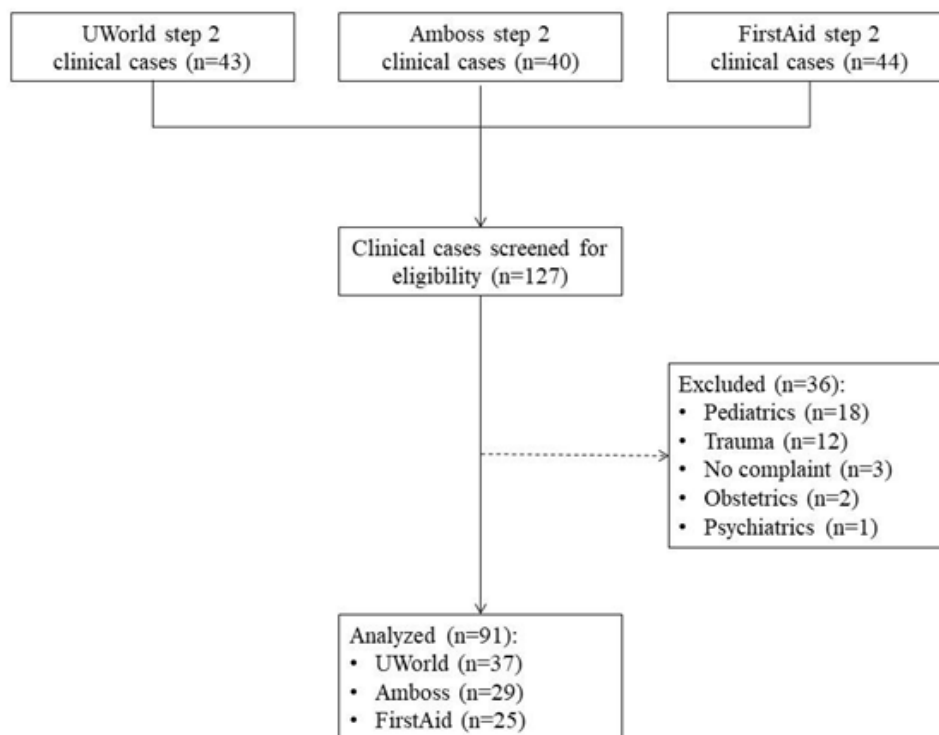 UWorld step 2
clinical cases (n=43)
Amboss step 2
clinical cases (n=40)
FirstAid step 2
clinical cases (n=44)
Clinical cases screened for
eligibility (n=127)
Excluded (n=36):
• Pediatrics (n=18)
• Trauma (n=12)
• No complaint (n=3)
• Obstetrics (n=2)
• Psychiatrics (n=1)
Analyzed (n=91):
• UWorld (n=37)
• Amboss (n=29)
• FirstAid (n=25)